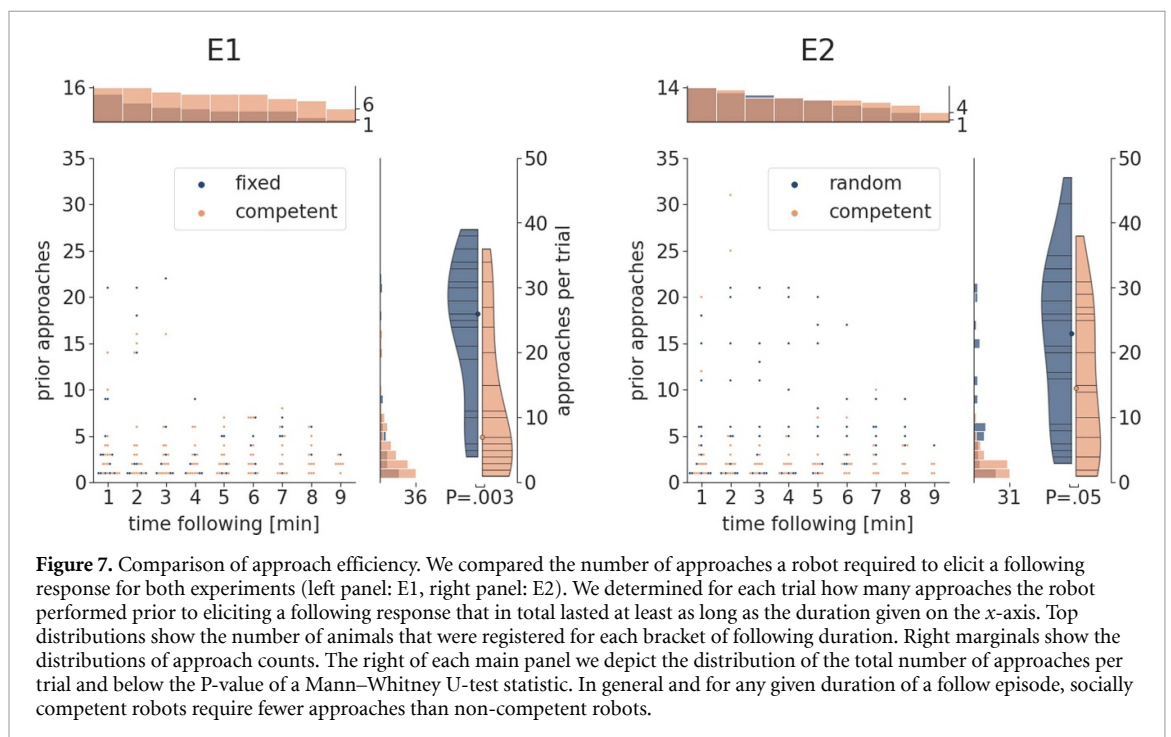 E1
16
6
1
35
30
25
20
15
10
5
0
prior approaches
fixed
competent
1 2 3 4 5 6 7 8 9
time following [min]
36
50
40
30
20
10
0
approaches per trial
P=.003
E2
14
4
1
35
30
25
20
15
10
5
0
prior approaches
random
competent
1 2 3 4 5 6 7 8 9
time following [min]
31
50
40
30
20
10
0
P=.05
Figure 7. Comparison of approach efficiency. We compared the number of approaches a robot required to elicit a following
response for both experiments (left panel: E1, right panel: E2). We determined for each trial how many approaches the robot
performed prior to eliciting a following response that in total lasted at least as long as the duration given on the x-axis. Top
distributions show the number of animals that were registered for each bracket of following duration. Right marginals show the
distributions of approach counts. The right of each main panel we depict the distribution of the total number of approaches per
trial and below the P-value of a Mann–Whitney U-test statistic. In general and for any given duration of a follow episode, socially
competent robots require fewer approaches than non-competent robots.